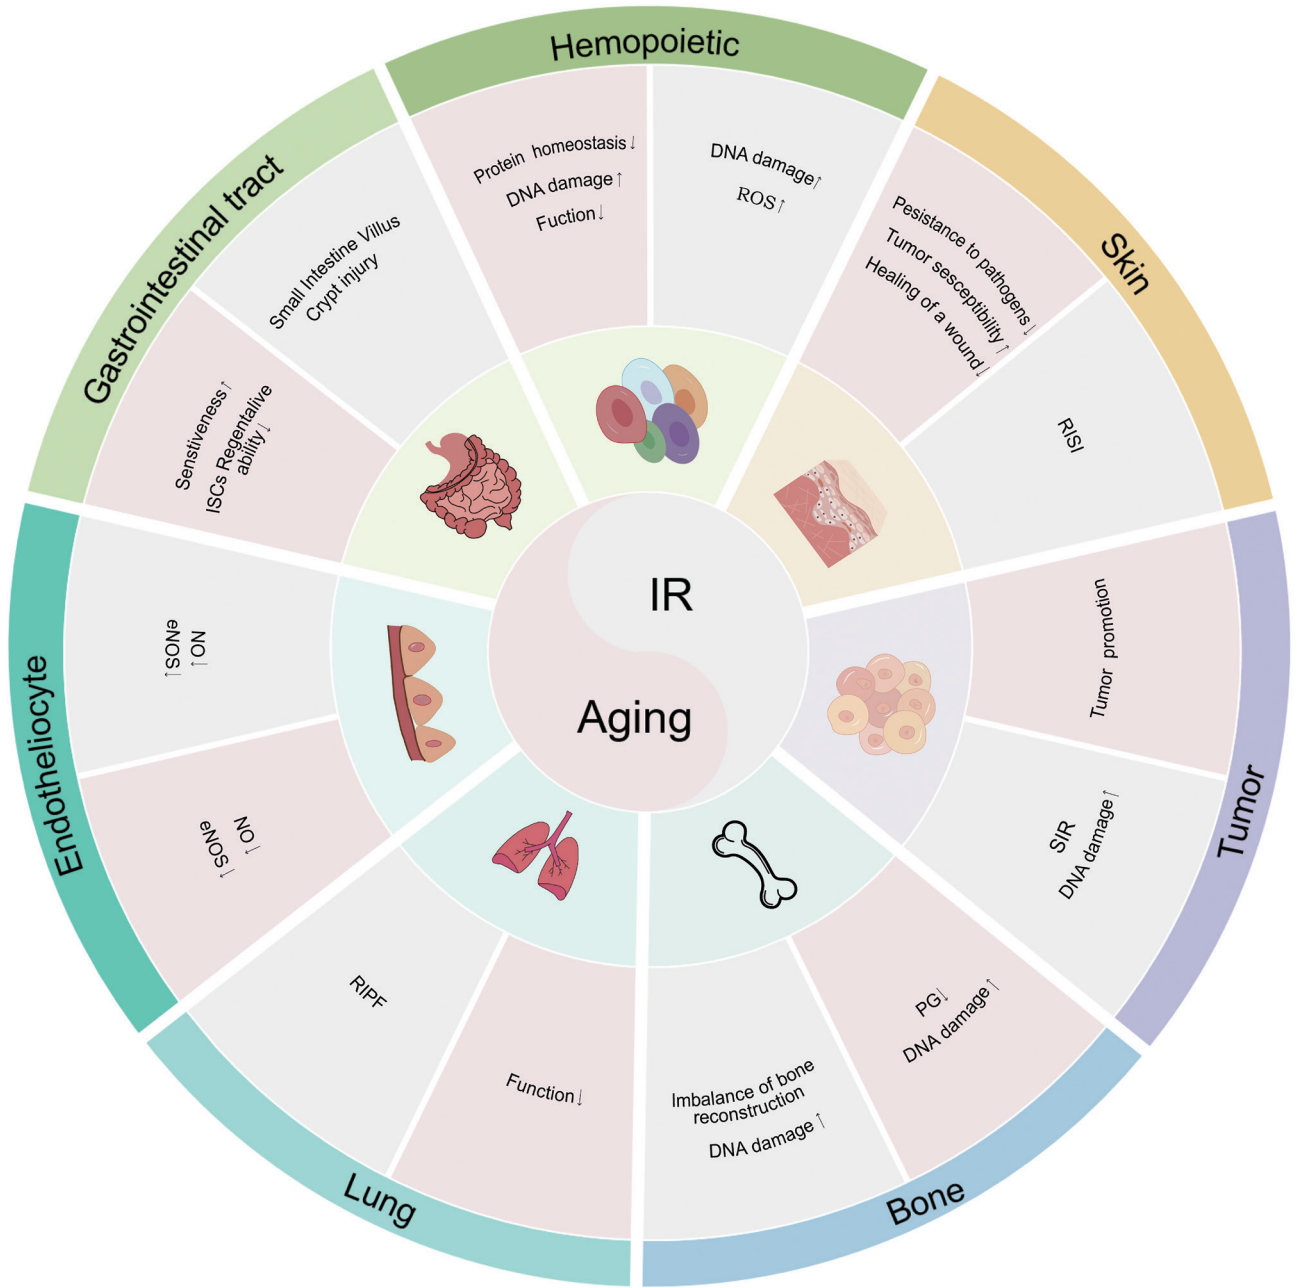 Hemopoietic
Protein homeostasis↓
DNA damage↑
Fuction↓
DNA damage↑
ROS↑
Skin
Pesistance to pathogens↓
Tumor sesceptibility↑
Healing of a wound↓
RISI
Tumor
Tumor promotion
SIR
DNA damage↑
Bone
PG↓
DNA damage↑
Imbalance of bone
reconstruction
DNA damage↑
Lung
Function↓
RIPF
Endotheliocyte
NO↓
eNOS↓
NO↓
eNOS↓
Gastrointestinal tract
Senstiveness↑
ISCs Regentalive
ability↓
Small Intestine Villus
Crypt injury
IR
Aging